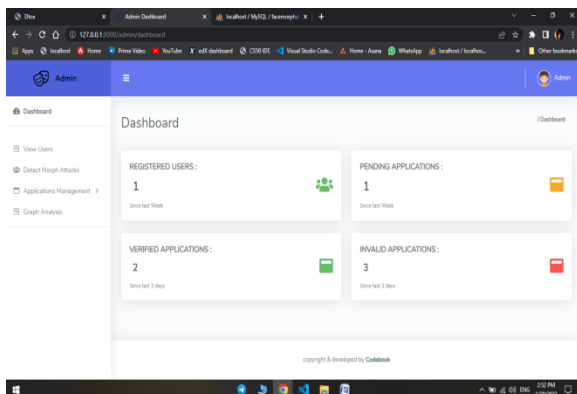 Dtox
Admin Dashboard
localhost / MySQL / facemorph
127.0.0.1:8000/admin/dashboard
Apps localhost Home Prime Video YouTube edX dashboard CS50 IDE Visual Studio Code... Home - Asana WhatsApp localhost / localhos... » Other bookmarks
Admin
Admin
Dashboard
Dashboard
/ Dashboard
View Users
Detect Morph Attacks
Applications Management
Graph Analysis
REGISTERED USERS :
1
Since last Week
PENDING APPLICATIONS :
1
Since last Week
VERIFIED APPLICATIONS :
2
Since last 3 days
INVALID APPLICATIONS :
3
Since last 3 days
copyright & developed by Codebook
ENG
2:52 PM